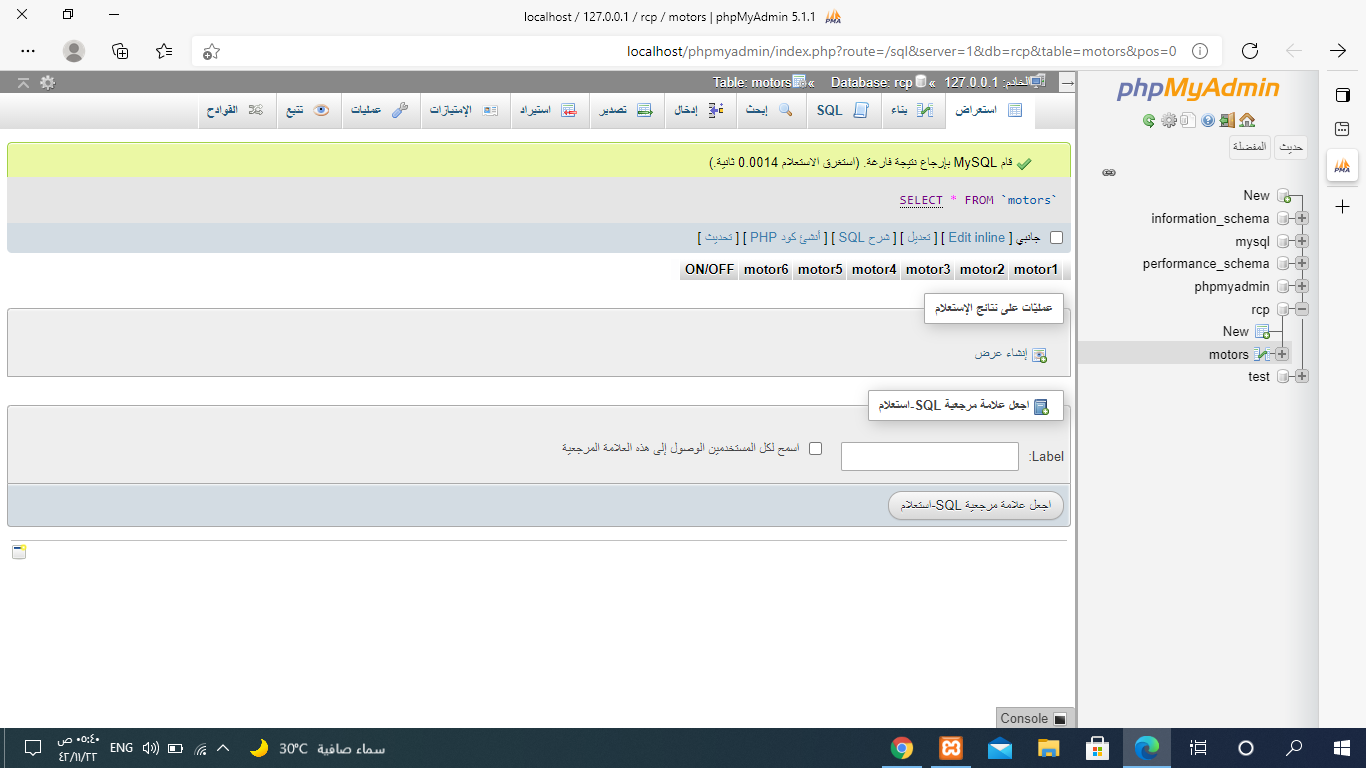 localhost / 127.0.0.1 / rcp / motors | phpMyAdmin 5.1.1
localhost/phpmyadmin/index.php?route=/sql&server=1&db=rcp&table=motors&pos=0
phpMyAdmin
حديث المفضلة
New
information_schema
mysql
performance_schema
phpmyadmin
rcp
New
motors
test
الخادم: 127.0.0.1 » Database: rcp » Table: motors
استعراض بناء SQL إبحث إدخال تصدير استيراد الإمتيازات عمليات تتبع القوادح
قام MySQL بإرجاع نتيجة فارغة. (استغرق الاستعلام 0.0014 ثانية.)
SELECT * FROM `motors`
جانبي [ Edit inline ] [ تعديل ] [ شرح SQL ] [ أنشئ كود PHP ] [ تحديث ]
motor1 motor2 motor3 motor4 motor5 motor6 ON/OFF
عمليّات على نتائج الإستعلام
إنشاء عرض
اجعل علامة مرجعية SQL-استعلام
Label: اسمح لكل المستخدمين الوصول إلى هذه العلامة المرجعية
اجعل علامة مرجعية SQL-استعلام
Console
PMA
سماء صافية 30°C
ENG
٠٥:٤٠ ص
٤٢/١١/٢٢